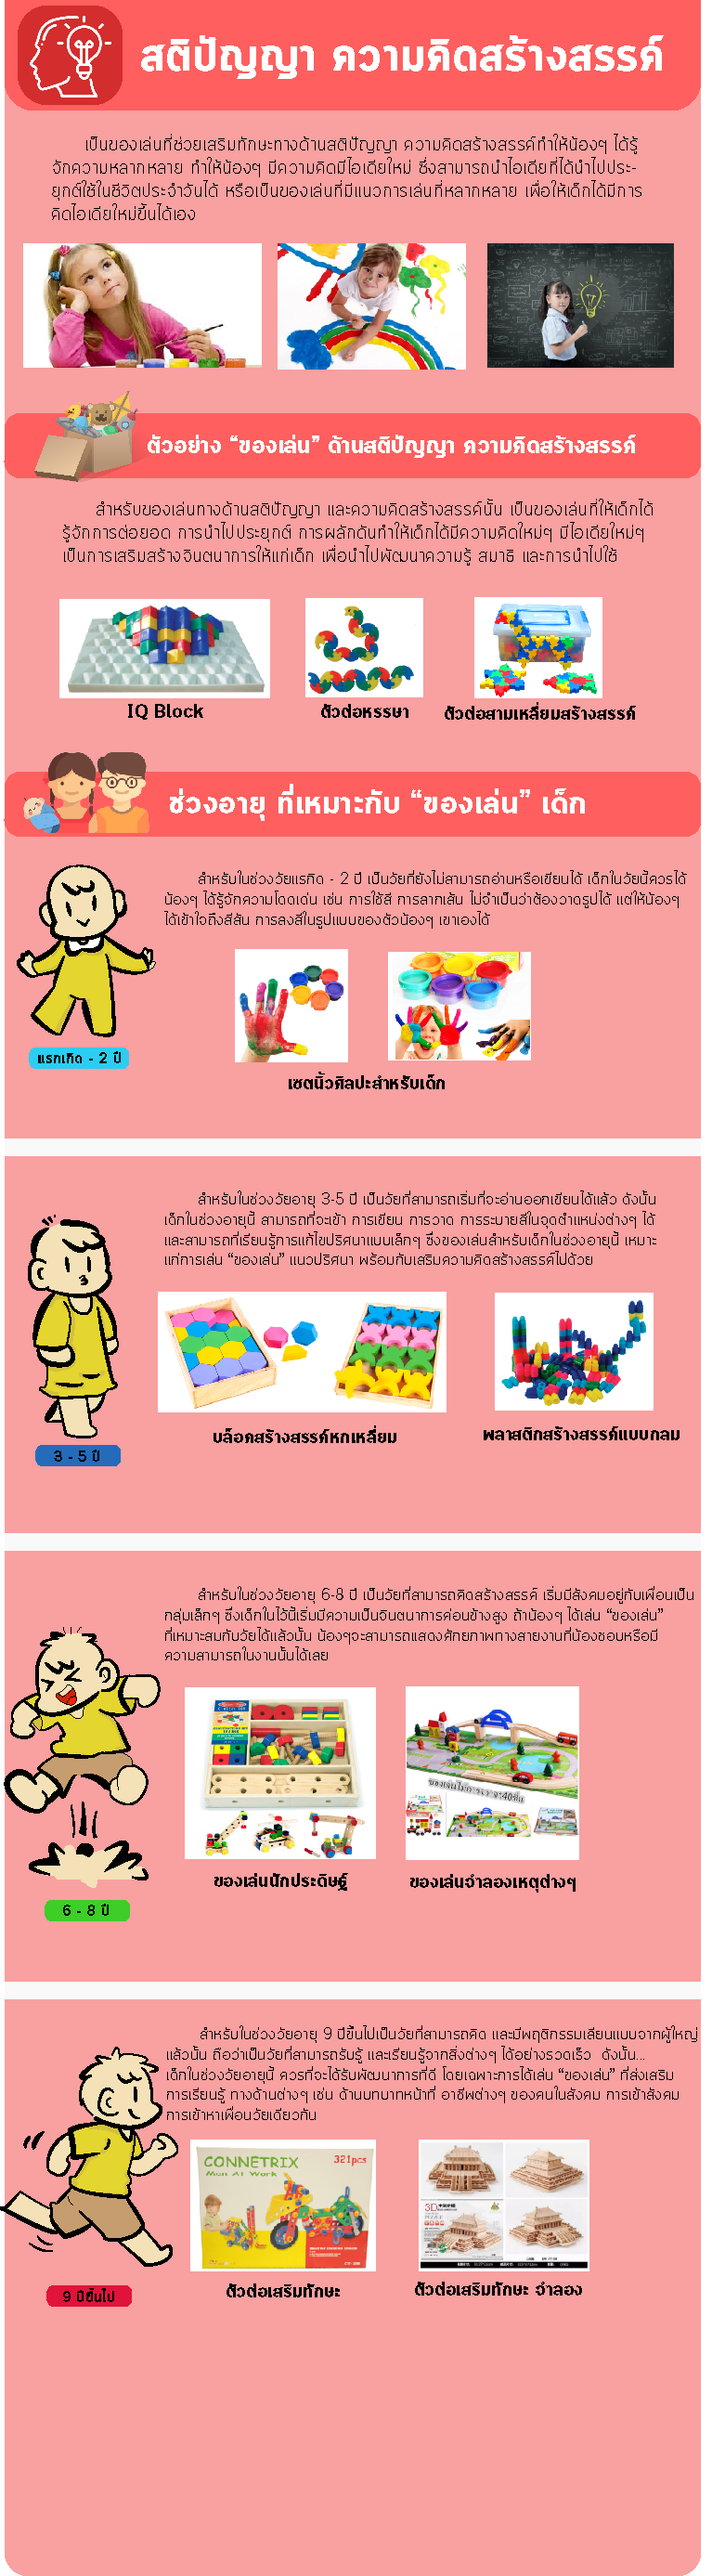 สติปัญญา ความคิดสร้างสรรค์
เป็นของเล่นที่ช่วยเสริมทักษะทางด้านสติปัญญา ความคิดสร้างสรรค์ทำให้น้องๆ ได้รู้
จักความหลากหลาย ทำให้น้องๆ มีความคิดมีไอเดียใหม่ ซึ่งสามารถนำไอเดียที่ได้นำไปประ-
ยุกต์ใช้ในชีวิตประจำวันได้ หรือเป็นของเล่นที่มีแนวการเล่นที่หลากหลาย เพื่อให้เด็กได้มีการ
คิดไอเดียใหม่ขึ้นได้เอง
ตัวอย่าง “ของเล่น” ด้านสติปัญญา ความคิดสร้างสรรค์
สำหรับของเล่นทางด้านสติปัญญา และความคิดสร้างสรรค์นั้น เป็นของเล่นที่ให้เด็กได้
รู้จักการต่อยอด การนำไปประยุกต์ การผลักดันทำให้เด็กได้มีความคิดใหม่ๆ มีไอเดียใหม่ๆ
เป็นการเสริมสร้างจินตนาการให้แก่เด็ก เพื่อนำไปพัฒนาความรู้ สมาธิ และการนำไปใช้
IQ Block
ตัวต่อหรรษา
ตัวต่อสามเหลี่ยมสร้างสรรค์
ช่วงอายุ ที่เหมาะกับ “ของเล่น” เด็ก
สำหรับในช่วงวัยแรกิด - 2 ปี เป็นวัยที่ยังไม่สามารถอ่านหรือเขียนได้ เด็กในวัยนี้ควรได้
น้องๆ ได้รู้จักความโดดเด่น เช่น การใช้สี การลากเส้น ไม่จำเป็นว่าต้องวาดรูปได้ แต่ให้น้องๆ
ได้เข้าใจถึงสีสัน การลงสีในรูปแบบของตัวน้องๆ เขาเองได้
แรกเกิด - 2 ปี
เซตนิ้วศิลปะสำหรับเด็ก
สำหรับในช่วงวัยอายุ 3-5 ปี เป็นวัยที่สามารถเริ่มที่จะอ่านออกเขียนได้แล้ว ดังนั้น
เด็กในช่วงอายุนี้ สามารถที่จะเข้า การเขียน การวาด การระบายสีในจุดตำแหน่งต่างๆ ได้
และสามารถที่เรียนรู้การแก้ไขปริศนาแบบเล็กๆ ซึ่งของเล่นสำหรับเด็กในช่วงอายุนี้ เหมาะ
แก่การเล่น “ของเล่น” แนวปริศนา พร้อมกับเสริมความคิดสร้างสรรค์ไปด้วย
บล็อคสร้างสรรค์หกเหลี่ยม
พลาสติกสร้างสรรค์แบบกลม
3 - 5 ปี
สำหรับในช่วงวัยอายุ 6-8 ปี เป็นวัยที่สามารถคิดสร้างสรรค์ เริ่มมีสังคมอยู่กับเพื่อนเป็น
กลุ่มเล็กๆ ซึ่งเด็กในไว้นี้เริ่มมีความเป็นจินตนาการค่อนข้างสูง ถ้าน้องๆ ได้เล่น “ของเล่น”
ที่เหมาะสมกับวัยได้แล้วนั้น น้องๆจะสามารถแสดงศักยภาพทางสายงานที่น้องชอบหรือมี
ความสามารถในงานนั้นได้เลย
ของเล่นนักประดิษฐ์
ของเล่นจำลองเหตุต่างๆ
6 - 8 ปี
สำหรับในช่วงวัยอายุ 9 ปีขึ้นไปเป็นวัยที่สามารถคิด และมีพฤติกรรมเลียนแบบจากผู้ใหญ่
แล้วนั้น ถือว่าเป็นวัยที่สามารถรับรู้ และเรียนรู้จากสิ่งต่างๆ ได้อย่างรวดเร็ว ดังนั้น...
เด็กในช่วงวัยอายุนี้ ควรที่จะได้รับพัฒนาการที่ดี โดยเฉพาะการได้เล่น “ของเล่น” ที่ส่งเสริม
การเรียนรู้ ทางด้านต่างๆ เช่น ด้านบทบาทหน้าที่ อาชีพต่างๆ ของคนในสังคม การเข้าสังคม
การเข้าหาเพื่อนวัยเดียวกัน
CONNETRIX 321pcs
Man At Work
3D
ตัวต่อเสริมทักษะ
ตัวต่อเสริมทักษะ จำลอง
9 ปีขึ้นไป